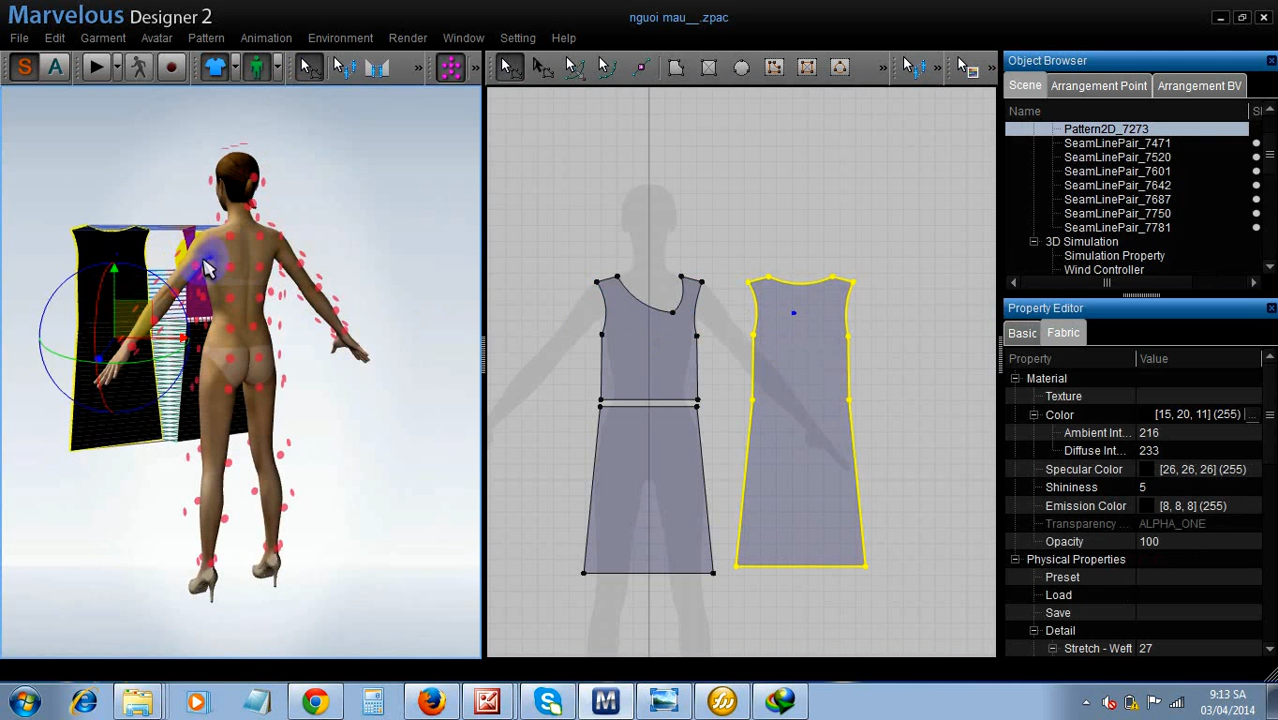 Marvelous Designer 2
nguoi mau__.zpac
File Edit Garment Avatar Pattern Animation Environment Render Window Setting Help
S A
Object Browser
Scene Arrangement Point Arrangement BV
Name
Pattern2D_7273
SeamLinePair_7471
SeamLinePair_7520
SeamLinePair_7601
SeamLinePair_7642
SeamLinePair_7687
SeamLinePair_7750
SeamLinePair_7781
3D Simulation
Simulation Property
Wind Controller
Property Editor
Basic Fabric
Property Value
Material
Texture
Color [15, 20, 11] (255) ...
Ambient Int... 216
Diffuse Int... 233
Specular Color [26, 26, 26] (255)
Shininess 5
Emission Color [8, 8, 8] (255)
Transparency ... ALPHA_ONE
Opacity 100
Physical Properties
Preset
Load
Save
Detail
Stretch - Weft 27
9:13 SA
03/04/2014